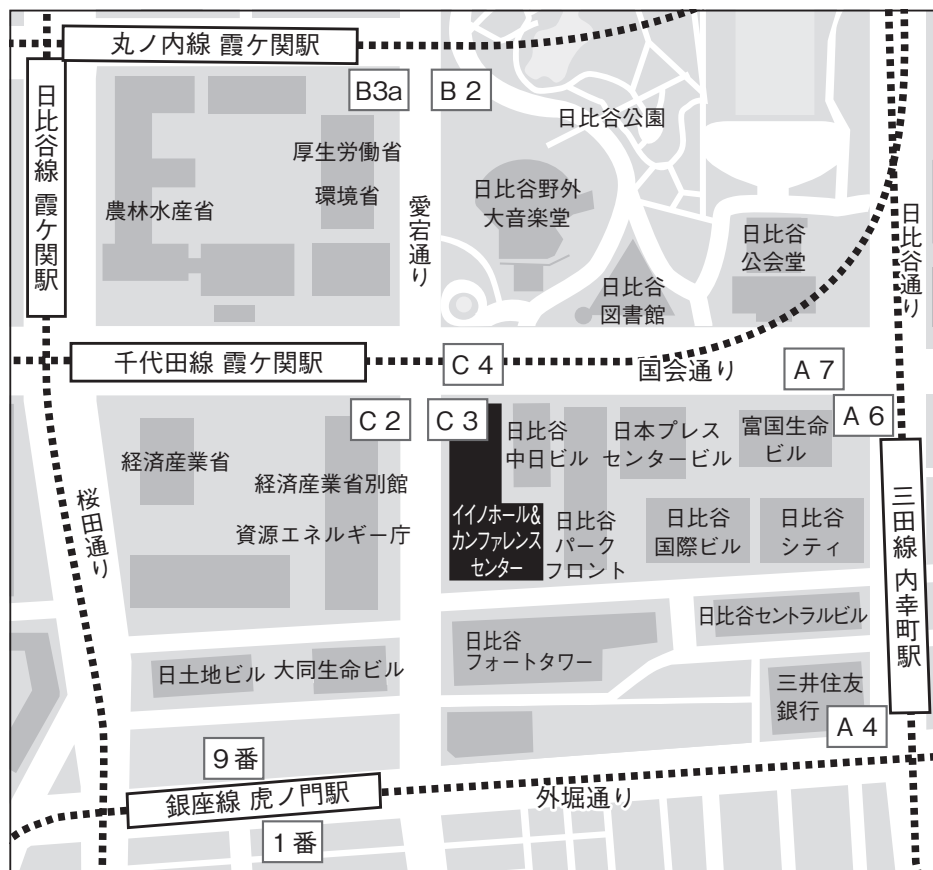 丸ノ内線 霞ケ関駅
B3a
B2
日比谷線 霞ケ関駅
日比谷公園
厚生労働省
環境省
農林水産省
愛宕通り
日比谷野外
大音楽堂
日比谷
公会堂
日比谷通り
日比谷
図書館
千代田線 霞ケ関駅
C4
国会通り
A7
C2
C3
A6
日比谷
中日ビル
日本プレス
センタービル
富国生命
ビル
経済産業省
経済産業省別館
資源エネルギー庁
桜田通り
イイノホール&
カンファレンス
センター
日比谷
パーク
フロント
日比谷
国際ビル
日比谷
シティ
三田線 内幸町駅
日比谷セントラルビル
日比谷
フォートタワー
日土地ビル
大同生命ビル
三井住友
銀行
A4
9番
銀座線 虎ノ門駅
外堀通り
1番